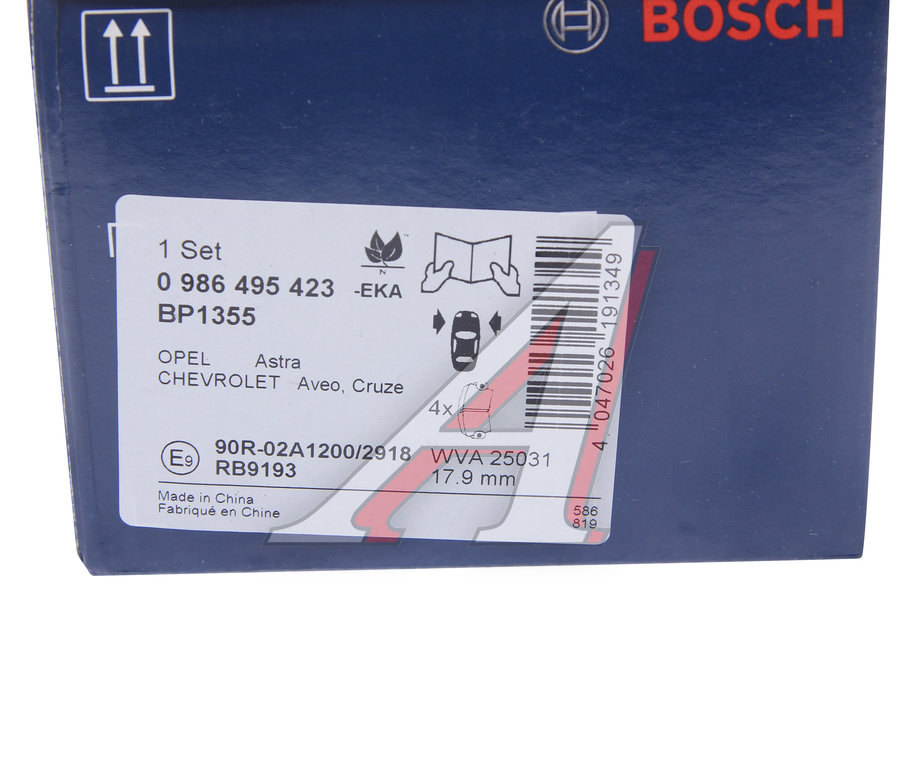 BOSCH
1 Set
0 986 495 423 -EKA
BP1355
N
OPEL Astra
CHEVROLET Aveo, Cruze
4x
E9
90R-02A1200/2918
RB9193
WVA 25031
17.9 mm
Made in China
Fabriqué en Chine
586
819
4 047026 191349